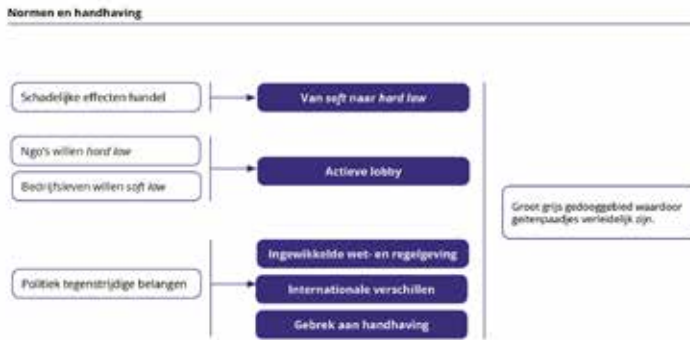 Normen en handhaving
Schadelijke effecten handel
Van soft naar hard law
Ngo's willen hard law
Bedrijfsleven willen soft law
Actieve lobby
Politiek tegenstrijdige belangen
Ingewikkelde wet- en regelgeving
Internationale verschillen
Gebrek aan handhaving
Groot grijs gedooggebied waardoor
geitenpaadjes verleidelijk zijn.